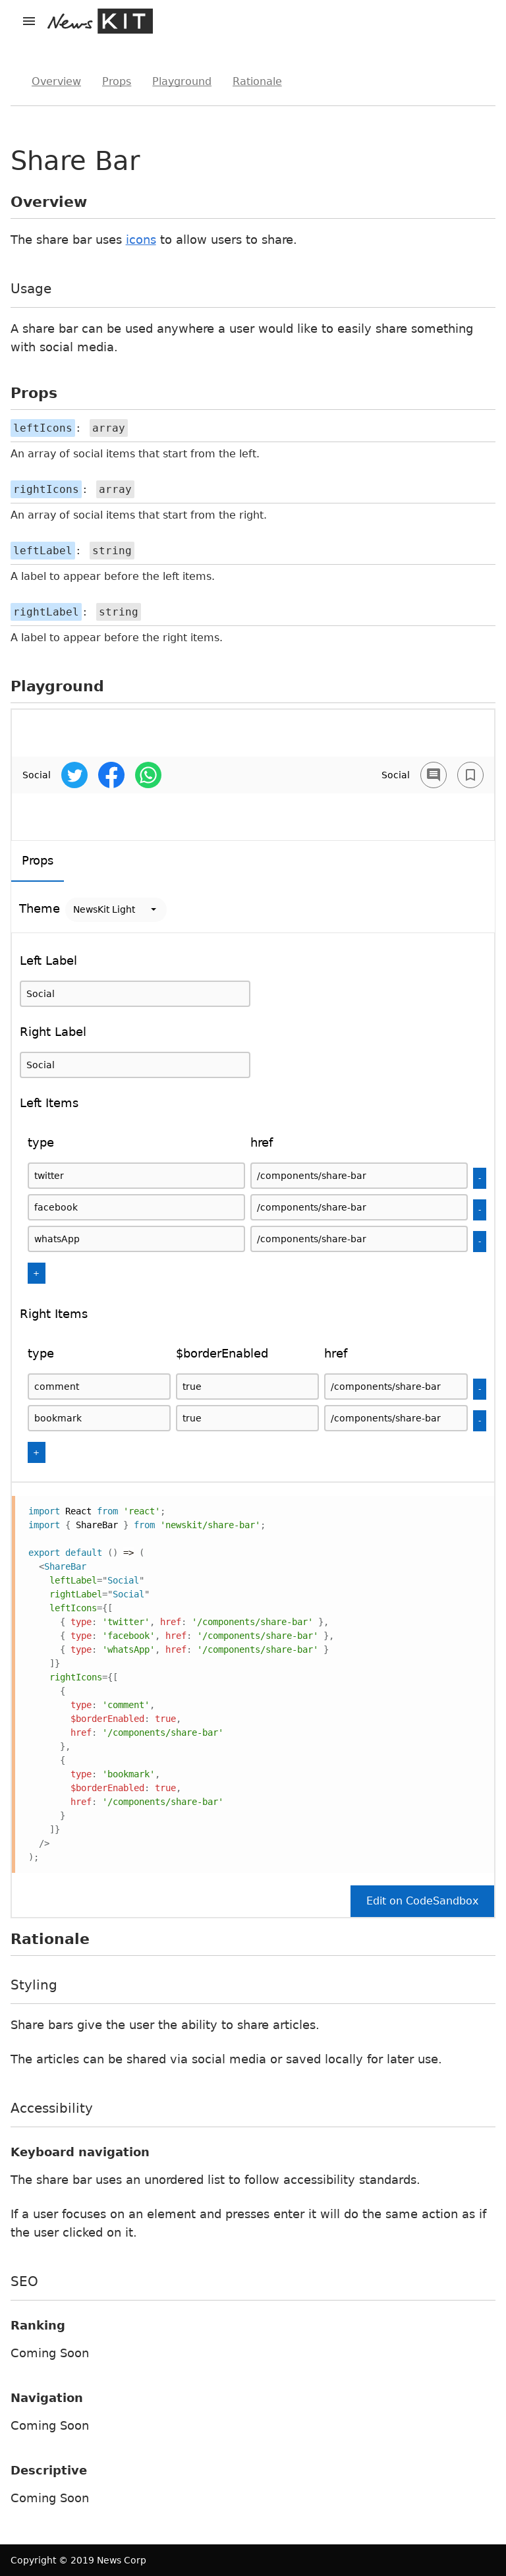 News KIT
Overview Props Playground Rationale
Share Bar
Overview
The share bar uses icons to allow users to share.
Usage
A share bar can be used anywhere a user would like to easily share something
with social media.
Props
leftIcons: array
An array of social items that start from the left.
rightIcons: array
An array of social items that start from the right.
leftLabel: string
A label to appear before the left items.
rightLabel: string
A label to appear before the right items.
Playground
Social Social
Props
Theme NewsKit Light
Left Label
Social
Right Label
Social
Left Items
type href
twitter /components/share-bar -
facebook /components/share-bar -
whatsApp /components/share-bar -
+
Right Items
type $borderEnabled href
comment true /components/share-bar -
bookmark true /components/share-bar -
+
import React from 'react';
import { ShareBar } from 'newskit/share-bar';
export default () => (
<ShareBar
leftLabel="Social"
rightLabel="Social"
leftIcons={[
{ type: 'twitter', href: '/components/share-bar' },
{ type: 'facebook', href: '/components/share-bar' },
{ type: 'whatsApp', href: '/components/share-bar' }
]}
rightIcons={[
{
type: 'comment',
$borderEnabled: true,
href: '/components/share-bar'
},
{
type: 'bookmark',
$borderEnabled: true,
href: '/components/share-bar'
}
]}
/>
);
Edit on CodeSandbox
Rationale
Styling
Share bars give the user the ability to share articles.
The articles can be shared via social media or saved locally for later use.
Accessibility
Keyboard navigation
The share bar uses an unordered list to follow accessibility standards.
If a user focuses on an element and presses enter it will do the same action as if
the user clicked on it.
SEO
Ranking
Coming Soon
Navigation
Coming Soon
Descriptive
Coming Soon
Copyright © 2019 News Corp